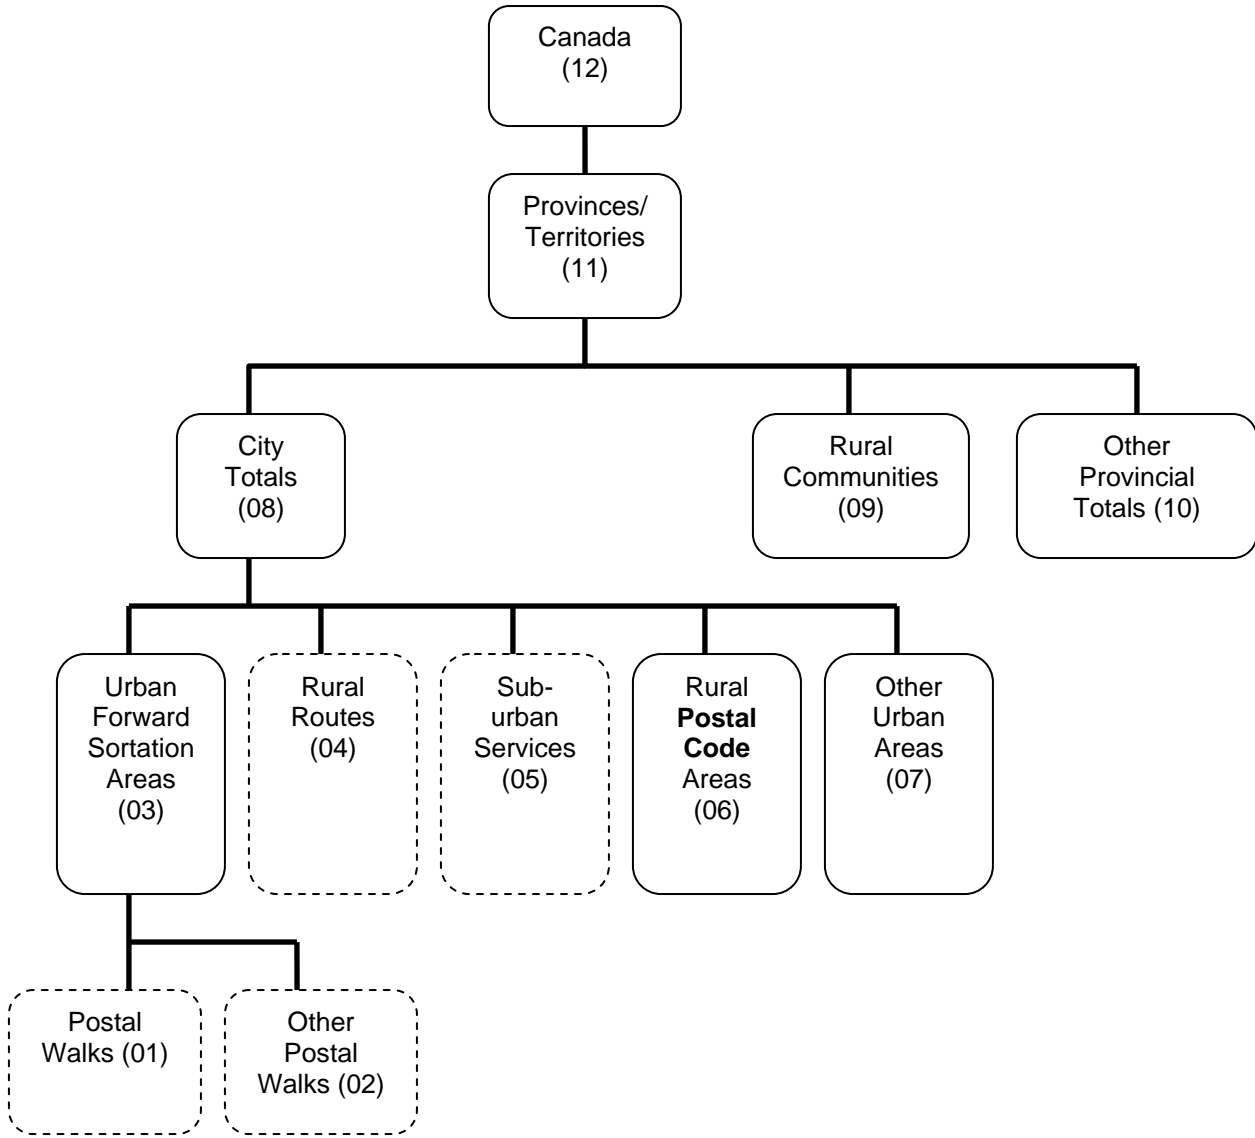 Canada
(12)
Provinces/
Territories
(11)
City
Totals
(08)
Rural
Communities
(09)
Other
Provincial
Totals (10)
Urban
Forward
Sortation
Areas
(03)
Rural
Routes
(04)
Sub-
urban
Services
(05)
Rural
Postal
Code
Areas
(06)
Other
Urban
Areas
(07)
Postal
Walks (01)
Other
Postal
Walks (02)